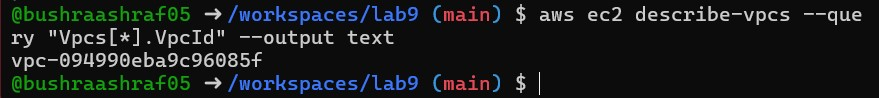 @bushraashraf05 ➜ /workspaces/lab9 (main) $ aws ec2 describe-vpcs --que
ry "Vpcs[*].VpcId" --output text
vpc-094990eba9c96085f
@bushraashraf05 ➜ /workspaces/lab9 (main) $